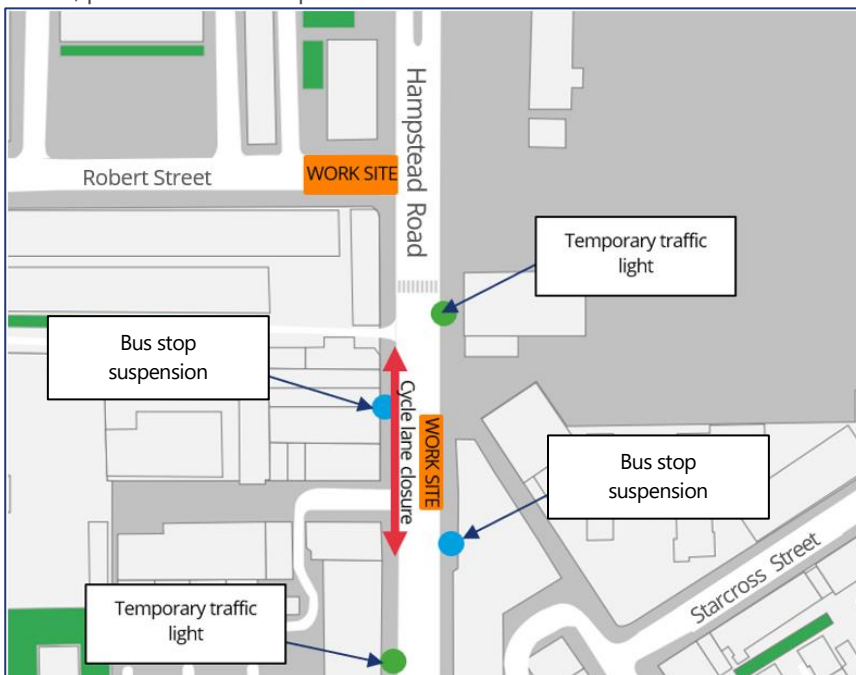 Hampstead Road
Robert Street
WORK SITE
Temporary traffic
light
Bus stop
suspension
Cycle lane closure
WORK SITE
Bus stop
suspension
Starcross Street
Temporary traffic
light